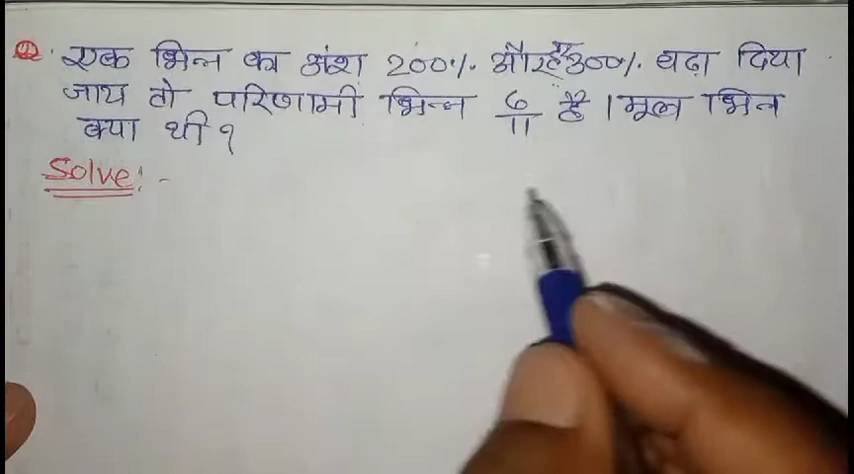 Q. एक भिन्न का अंश 200% और हर 300% बढ़ा दिया
जाय तो परिणामी भिन्न 6/11 है । मूल भिन्न
क्या थी ?
Solve: -